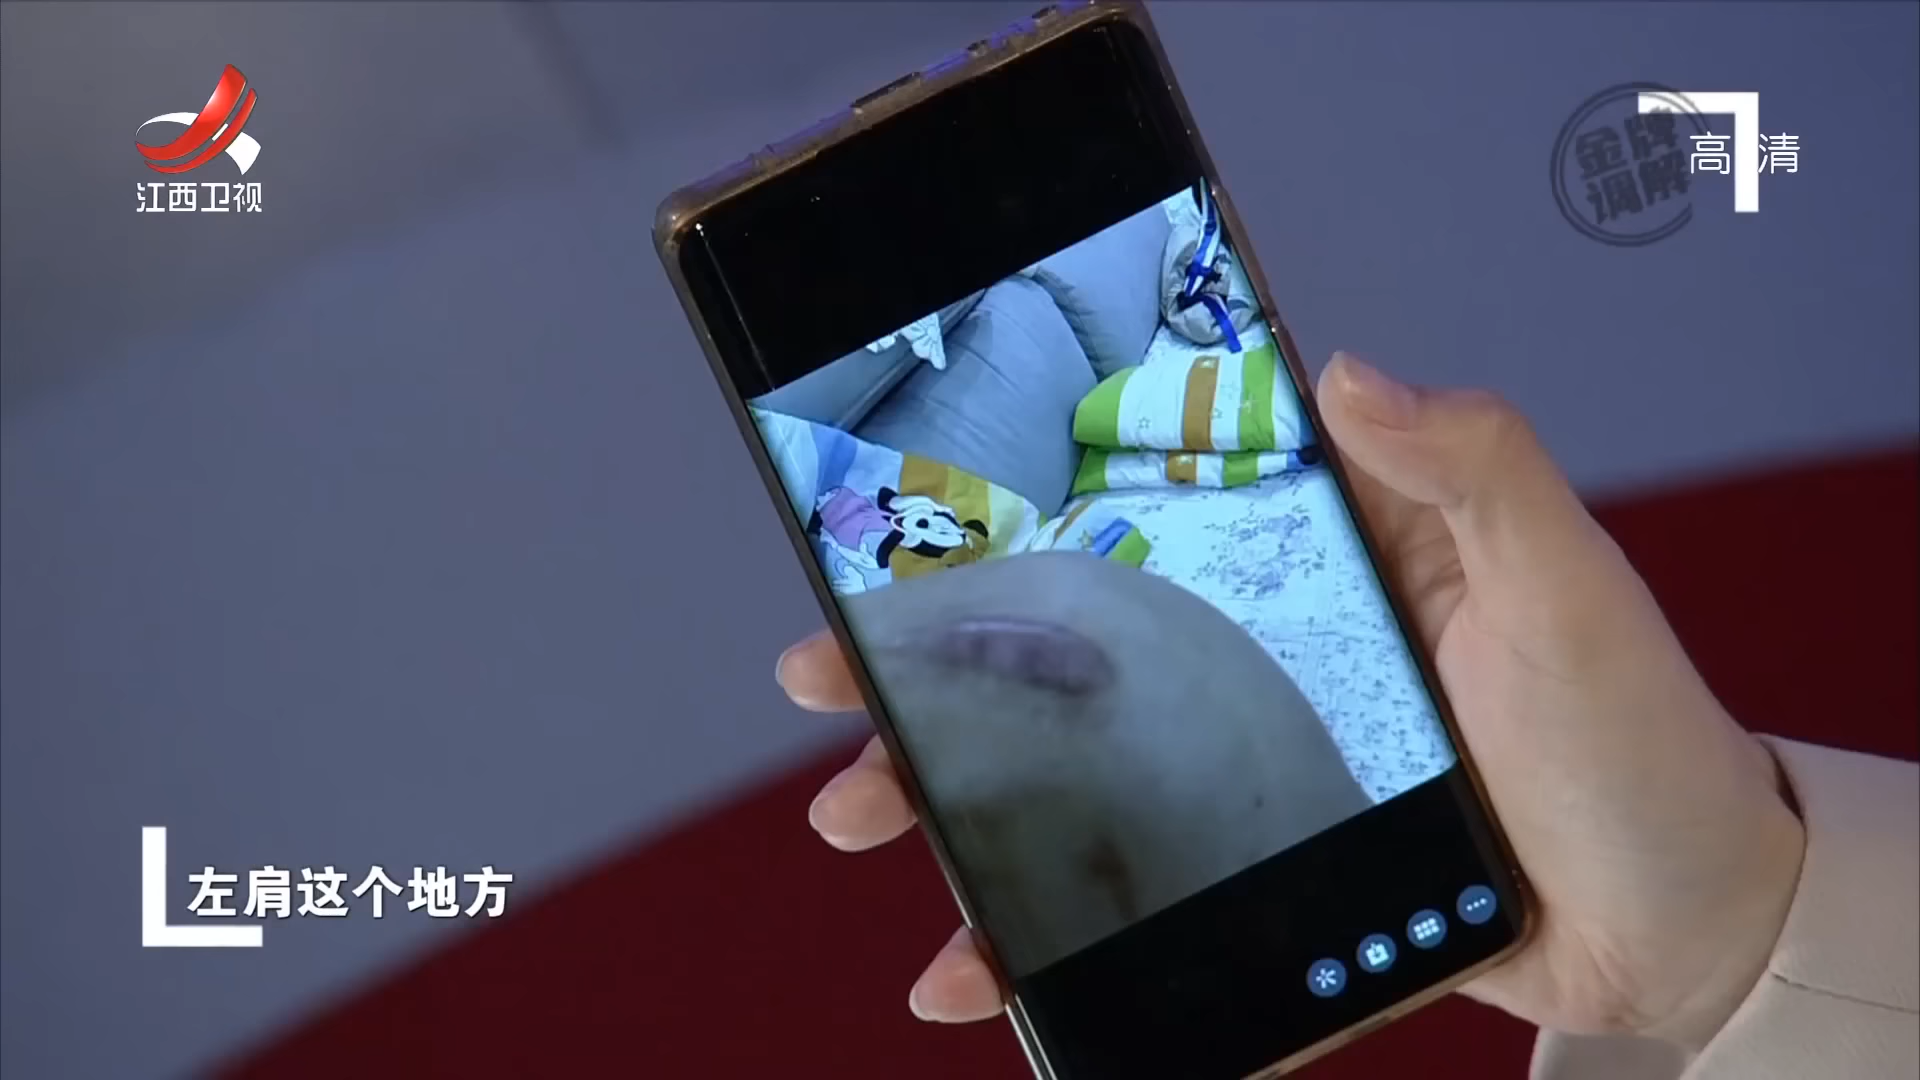 江西卫视
金牌
调解
高清
左肩这个地方